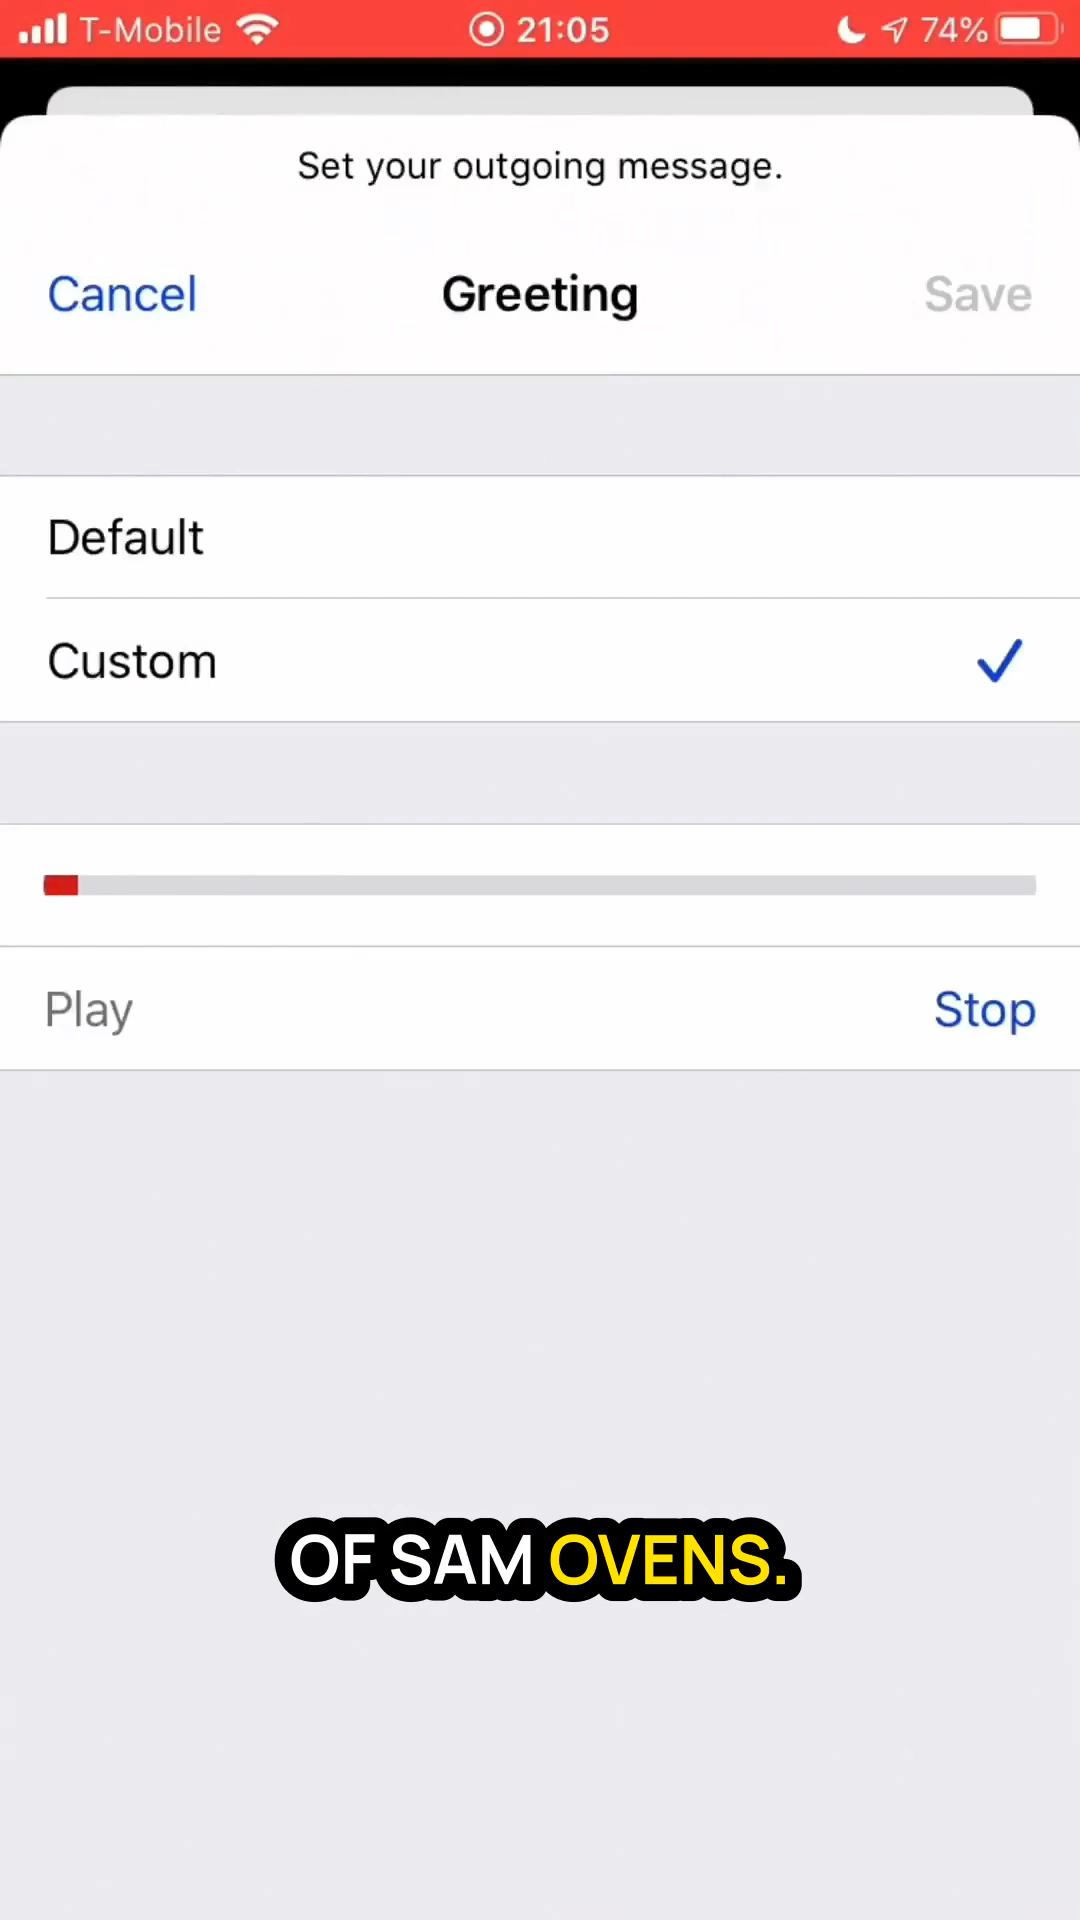 T-Mobile 21:05 74%
Set your outgoing message.
Cancel Greeting Save
Default
Custom
Play Stop
OF SAM OVENS.